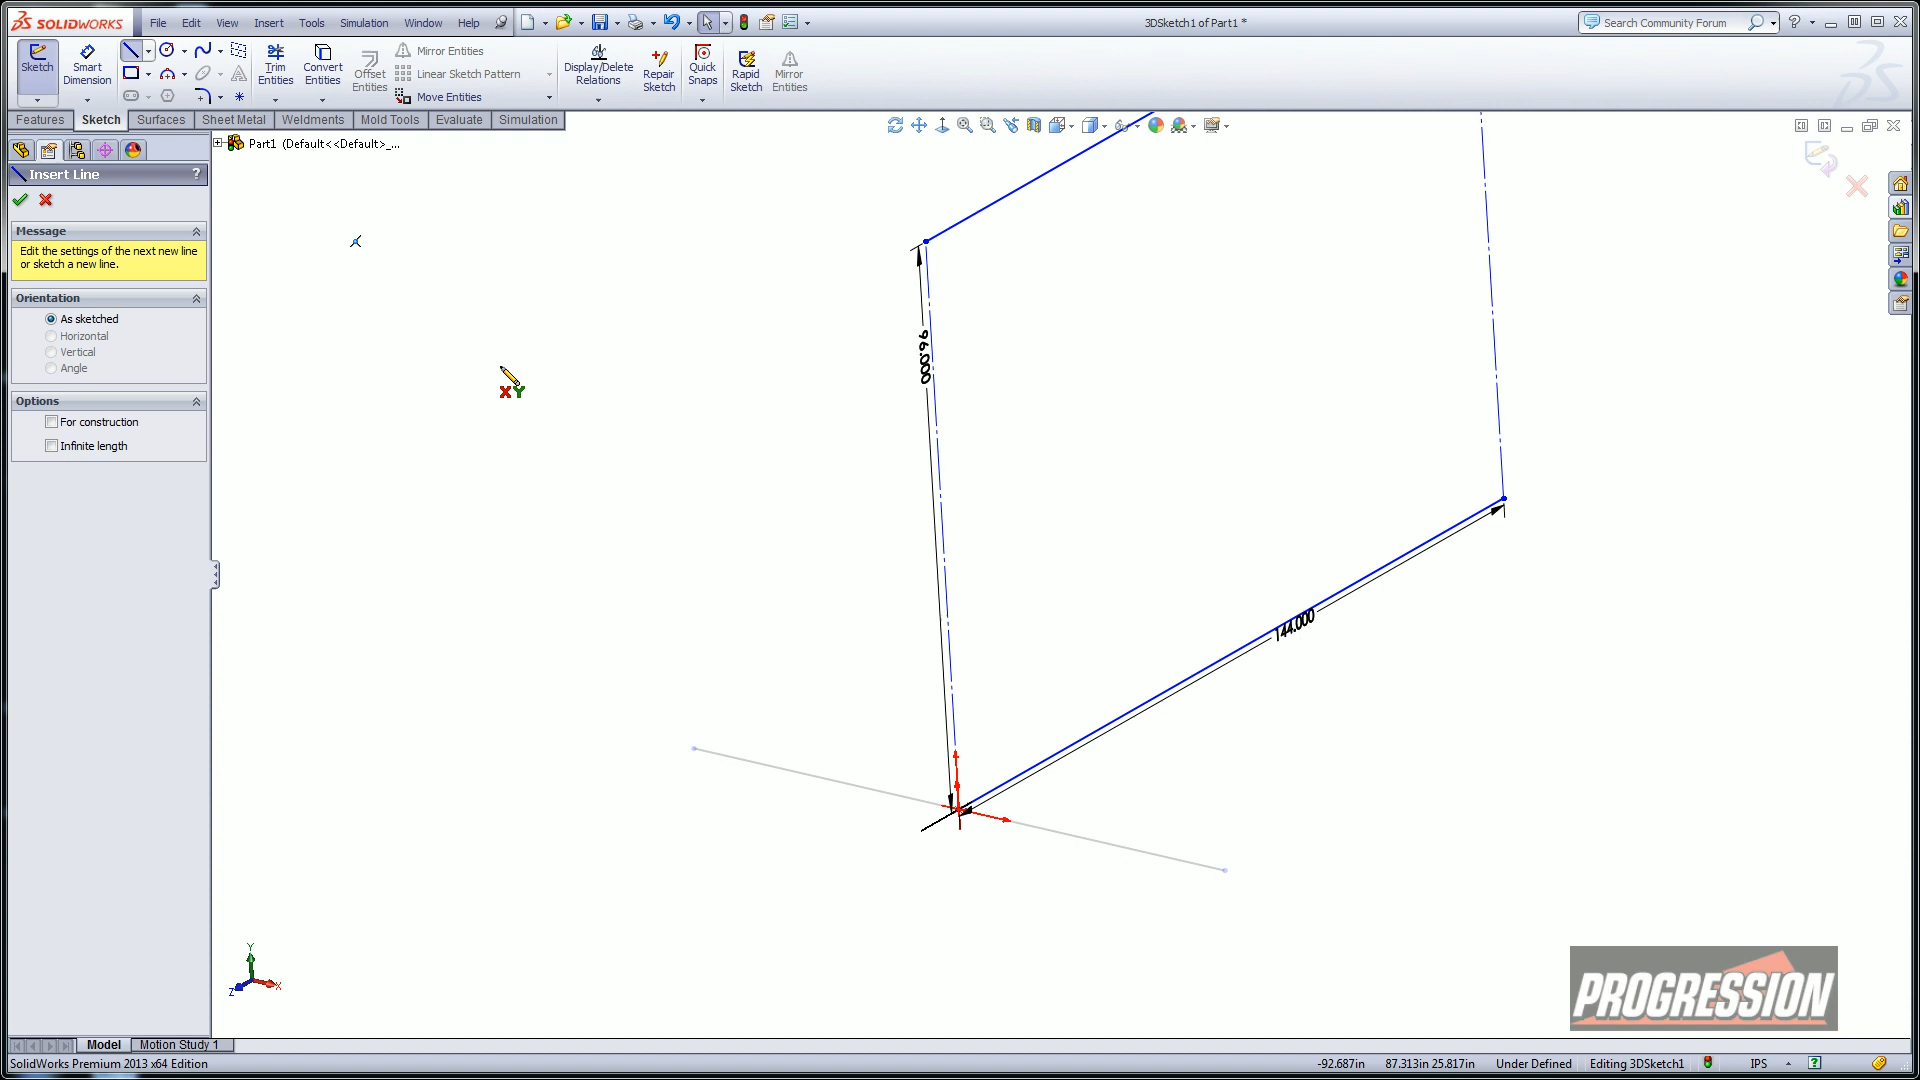 SOLIDWORKS
File Edit View Insert Tools Simulation Window Help
3DSketch1 of Part1 *
Search Community Forum
Sketch
Smart Dimension
Trim Entities
Convert Entities
Offset Entities
Mirror Entities
Linear Sketch Pattern
Move Entities
Display/Delete Relations
Repair Sketch
Quick Snaps
Rapid Sketch
Mirror Entities
Features Sketch Surfaces Sheet Metal Weldments Mold Tools Evaluate Simulation
Part1 (Default<<Default>_...
Insert Line ?
Message
Edit the settings of the next new line
or sketch a new line.
Orientation
As sketched
Horizontal
Vertical
Angle
Options
For construction
Infinite length
XY
96.000
144.000
Y
Z
X
PROGRESSION
Model Motion Study 1
SolidWorks Premium 2013 x64 Edition
-92.687in 87.313in 25.817in Under Defined Editing 3DSketch1 IPS